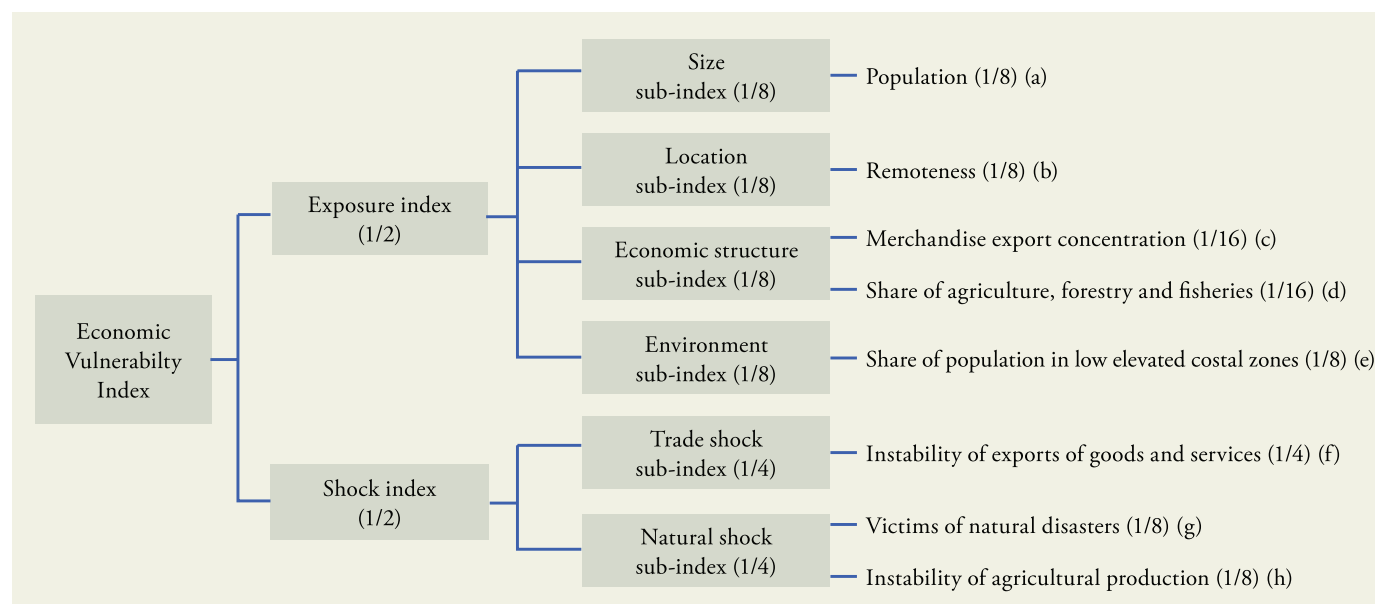 Economic
Vulnerabilty
Index
Exposure index
(1/2)
Shock index
(1/2)
Size
sub-index (1/8)
Location
sub-index (1/8)
Economic structure
sub-index (1/8)
Environment
sub-index (1/8)
Trade shock
sub-index (1/4)
Natural shock
sub-index (1/4)
Population (1/8) (a)
Remoteness (1/8) (b)
Merchandise export concentration (1/16) (c)
Share of agriculture, forestry and fisheries (1/16) (d)
Share of population in low elevated costal zones (1/8) (e)
Instability of exports of goods and services (1/4) (f)
Victims of natural disasters (1/8) (g)
Instability of agricultural production (1/8) (h)